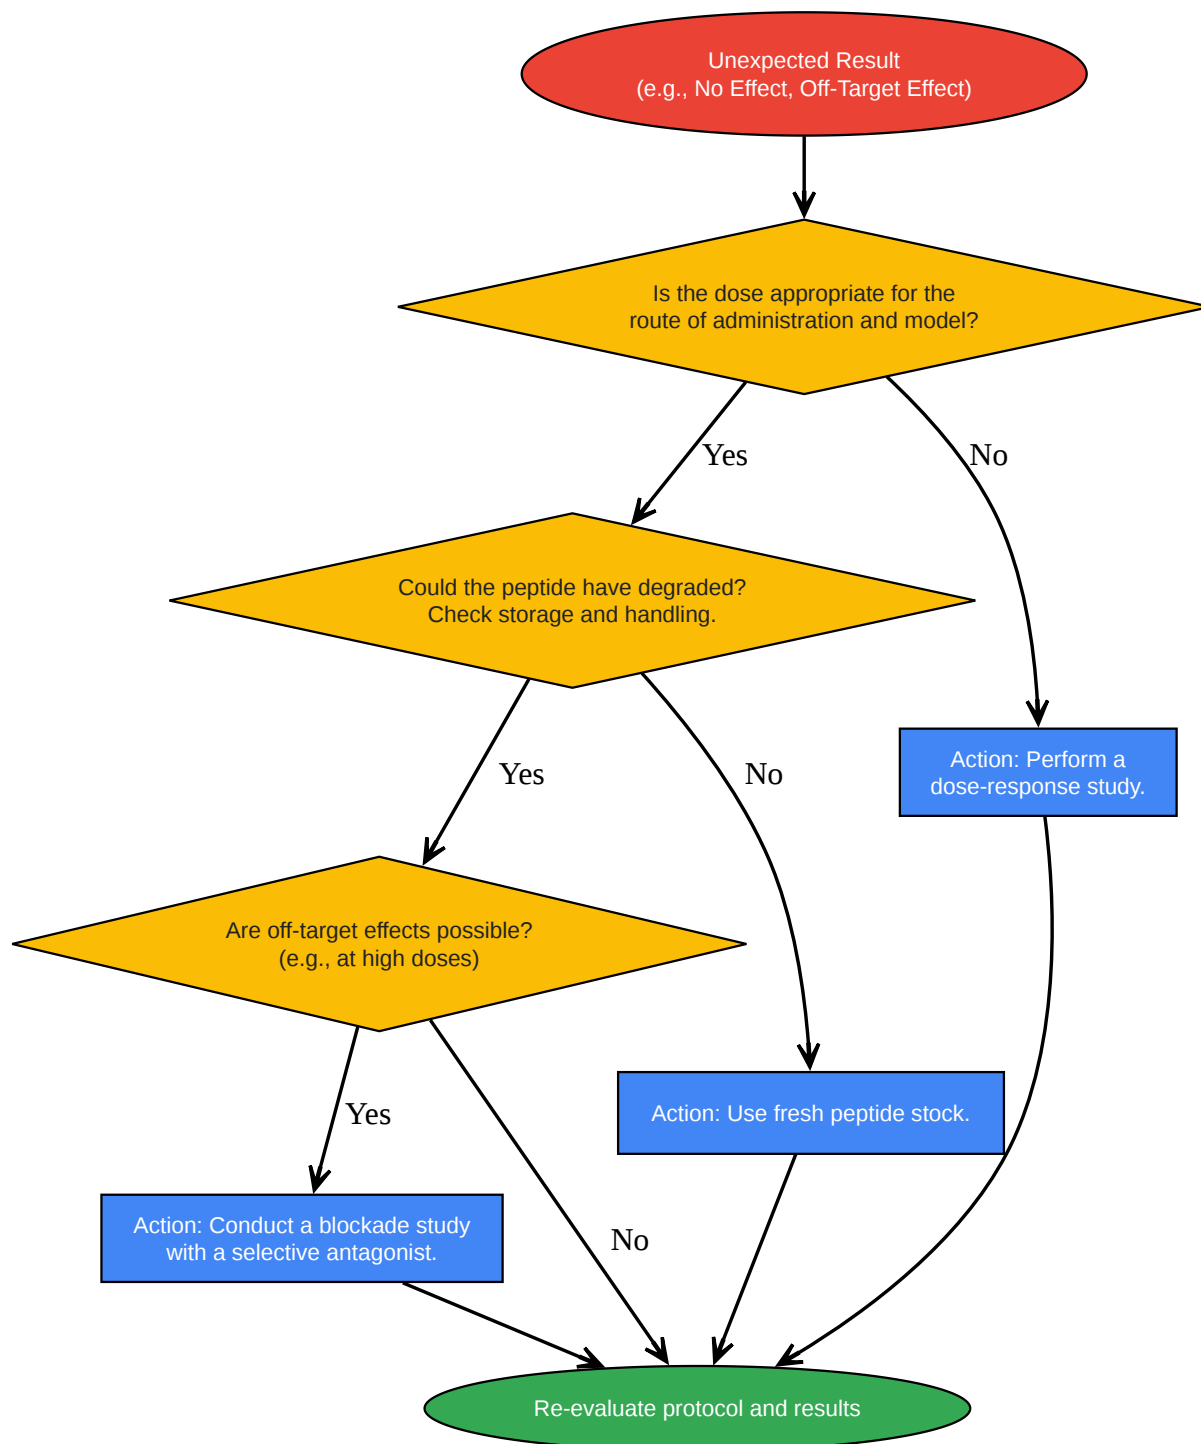 Unexpected Result
(e.g., No Effect, Off-Target Effect)
Is the dose appropriate for the
route of administration and model?
Yes
No
Could the peptide have degraded?
Check storage and handling.
Action: Perform a
dose-response study.
Yes
No
Are off-target effects possible?
(e.g., at high doses)
Action: Use fresh peptide stock.
Yes
Action: Conduct a blockade study
with a selective antagonist.
No
Re-evaluate protocol and results